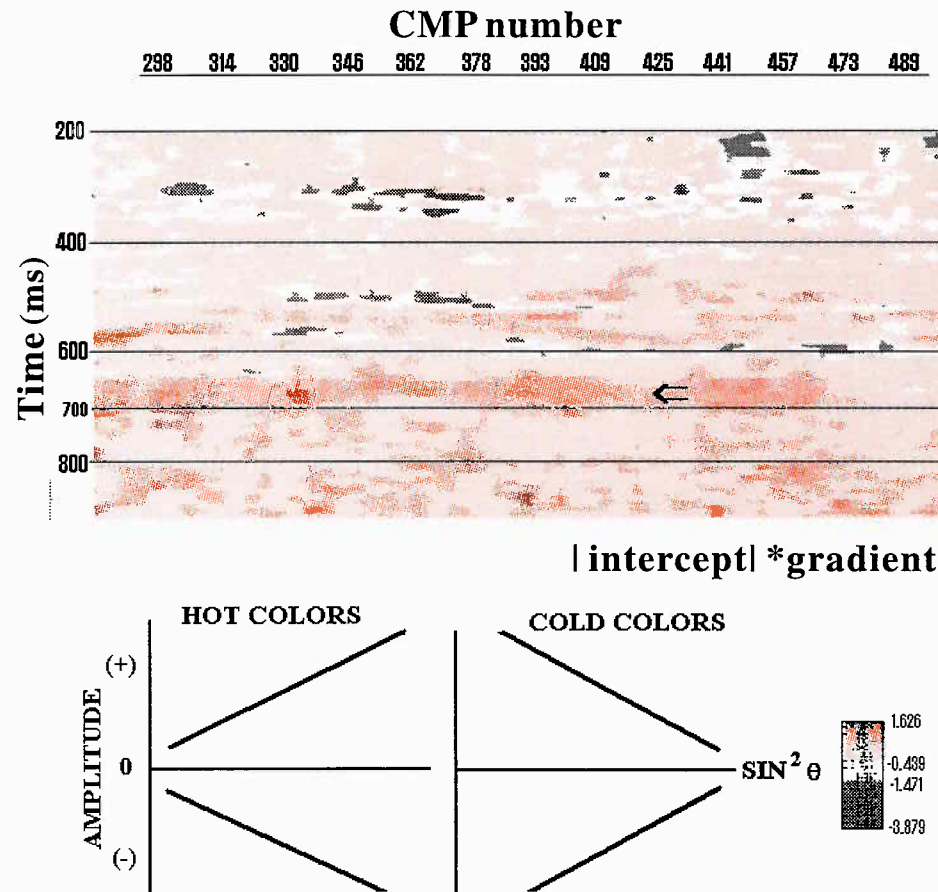 CMP number
298 314 330 346 362 378 393 409 425 441 457 473 489
Time (ms)
200
400
600
700
800
| intercept| *gradient
HOT COLORS
COLD COLORS
AMPLITUDE
(+)
0
(-)
SIN² θ
1.626
-0.439
-1.471
-3.879